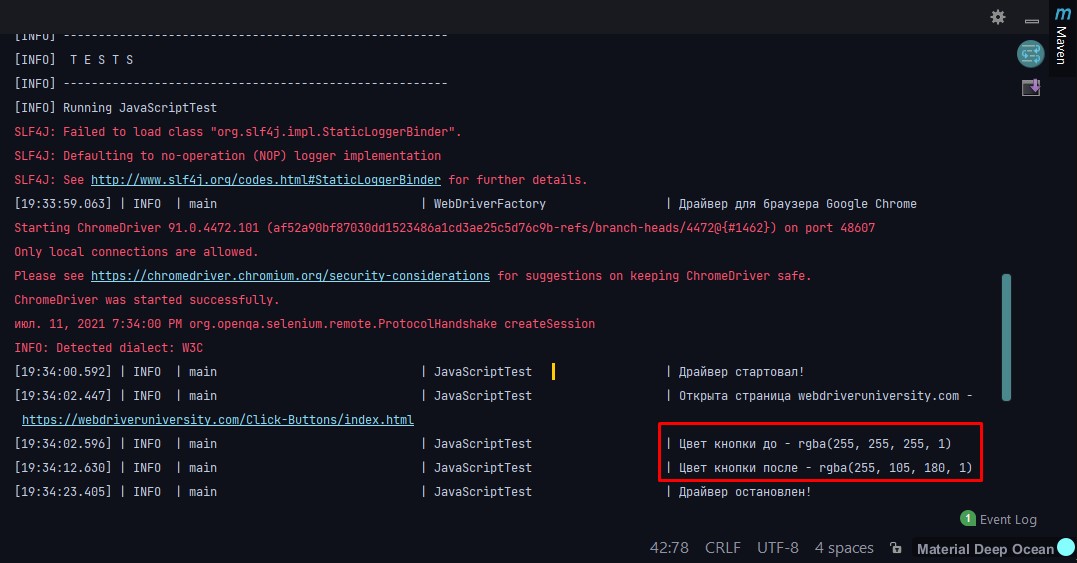 m
Maven
[INFO] ------------------------------------------------------
[INFO]  T E S T S
[INFO] ------------------------------------------------------
[INFO] Running JavaScriptTest
SLF4J: Failed to load class "org.slf4j.impl.StaticLoggerBinder".
SLF4J: Defaulting to no-operation (NOP) logger implementation
SLF4J: See http://www.slf4j.org/codes.html#StaticLoggerBinder for further details.
[19:33:59.063] | INFO  | main | WebDriverFactory | Драйвер для браузера Google Chrome
Starting ChromeDriver 91.0.4472.101 (af52a90bf87030dd1523486a1cd3ae25c5d76c9b-refs/branch-heads/4472@{#1462}) on port 48607
Only local connections are allowed.
Please see https://chromedriver.chromium.org/security-considerations for suggestions on keeping ChromeDriver safe.
ChromeDriver was started successfully.
июл. 11, 2021 7:34:00 PM org.openqa.selenium.remote.ProtocolHandshake createSession
INFO: Detected dialect: W3C
[19:34:00.592] | INFO  | main | JavaScriptTest | Драйвер стартовал!
[19:34:02.447] | INFO  | main | JavaScriptTest | Открыта страница webdriveruniversity.com -
https://webdriveruniversity.com/Click-Buttons/index.html
[19:34:02.596] | INFO  | main | JavaScriptTest | Цвет кнопки до - rgba(255, 255, 255, 1)
[19:34:12.630] | INFO  | main | JavaScriptTest | Цвет кнопки после - rgba(255, 105, 180, 1)
[19:34:23.405] | INFO  | main | JavaScriptTest | Драйвер остановлен!
1 Event Log
42:78 CRLF UTF-8 4 spaces Material Deep Ocean